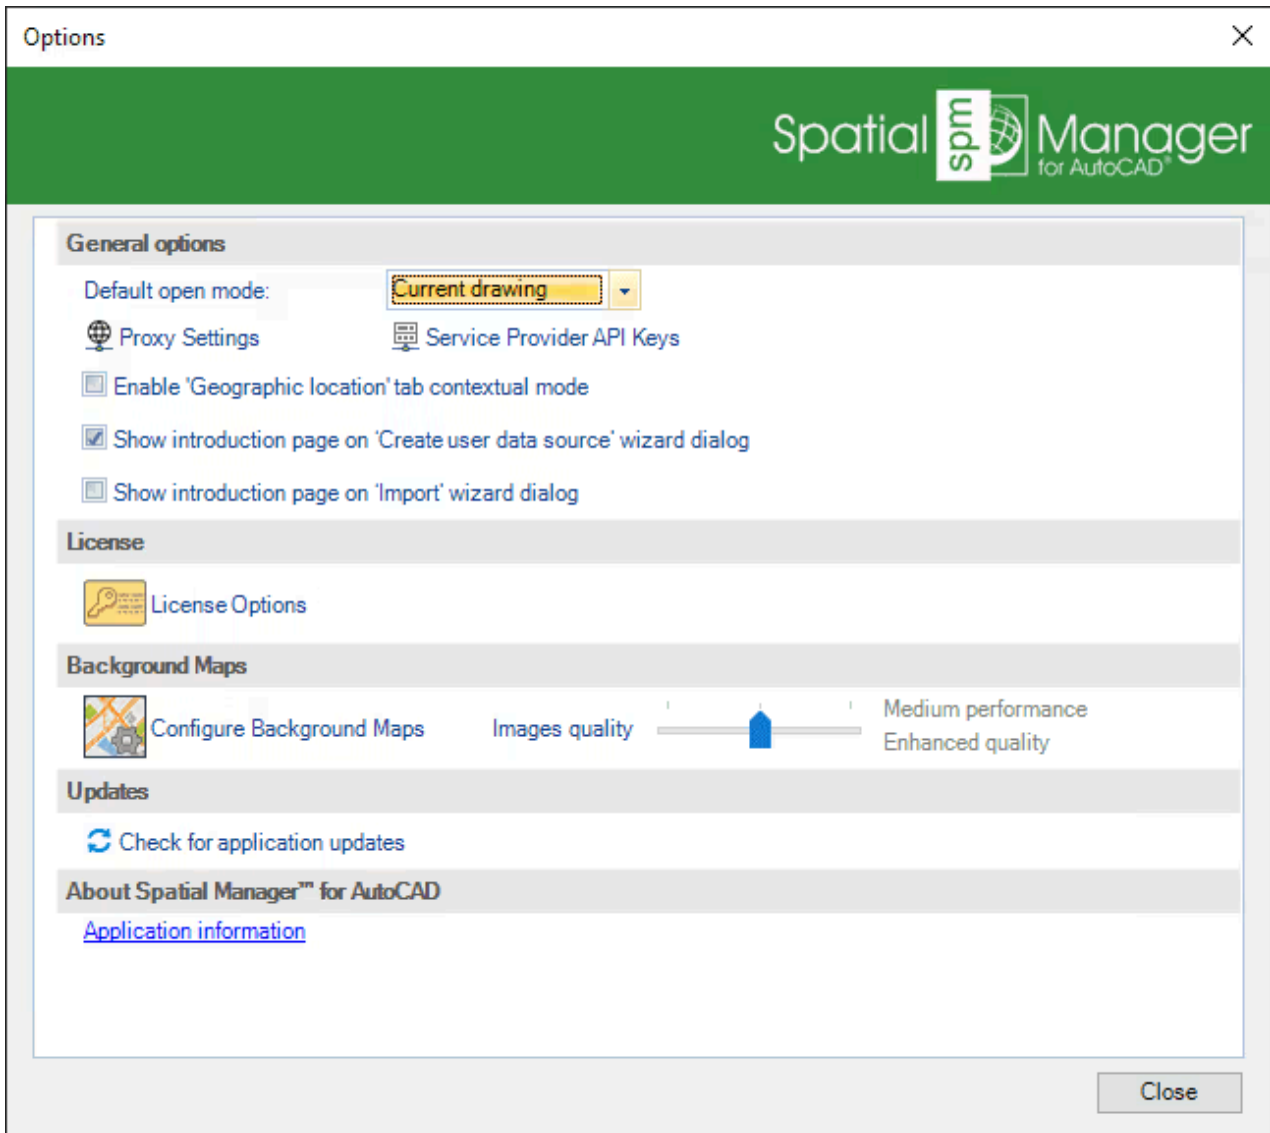 Options
Spatial spm Manager
for AutoCAD®
General options
Default open mode: Current drawing
Proxy Settings Service Provider API Keys
Enable 'Geographic location' tab contextual mode
Show introduction page on 'Create user data source' wizard dialog
Show introduction page on 'Import' wizard dialog
License
License Options
Background Maps
Configure Background Maps Images quality Medium performance
Enhanced quality
Updates
Check for application updates
About Spatial Manager™ for AutoCAD
Application information
Close